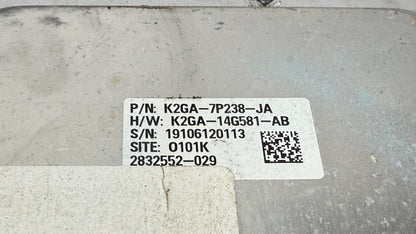 P/N: K2GA-7P238-JA
H/W: K2GA-14G581-AB
S/N: 19106120113
SITE: O101K
2832552-029